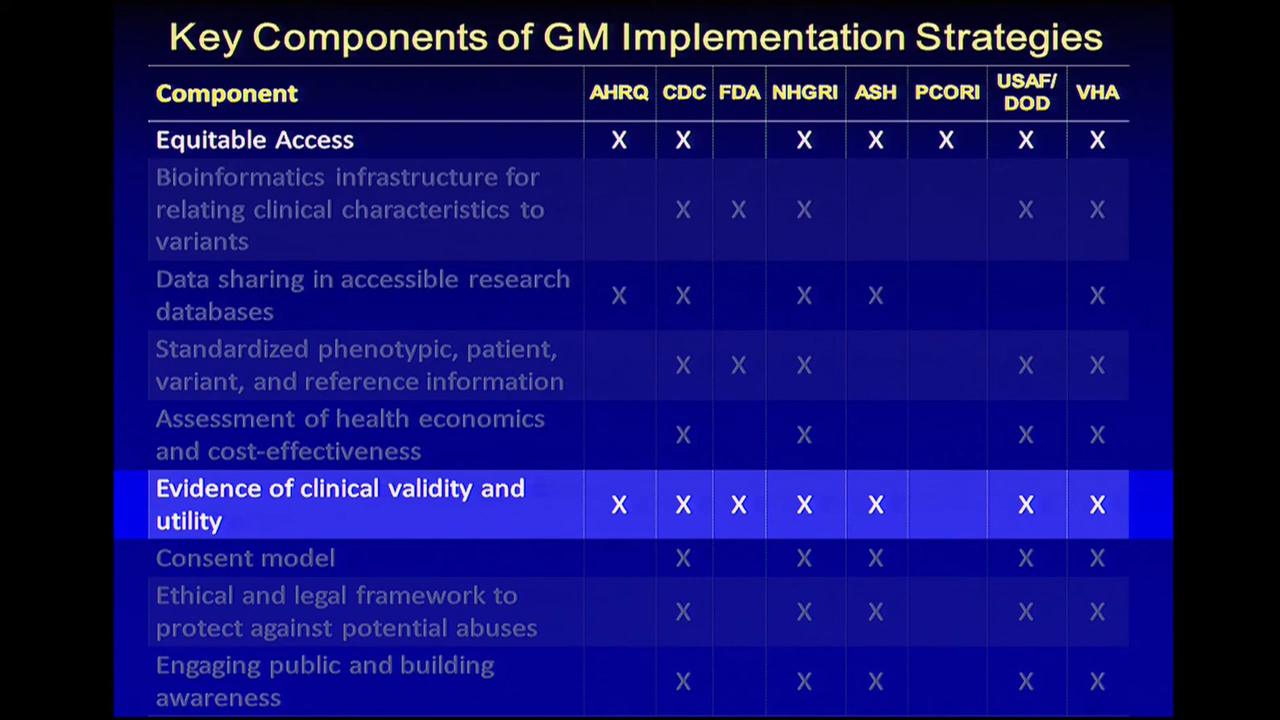 Key Components of GM Implementation Strategies
Component AHRQ CDC FDA NHGRI ASH PCORI USAF/ DOD VHA
Equitable Access X X X X X X X
Bioinformatics infrastructure for
relating clinical characteristics to X X X X X
variants
Data sharing in accessible research
databases X X X X X
Standardized phenotypic, patient,
variant, and reference information X X X X X
Assessment of health economics
and cost-effectiveness X X X X
Evidence of clinical validity and
utility X X X X X X X
Consent model X X X X X
Ethical and legal framework to
protect against potential abuses X X X X X
Engaging public and building
awareness X X X X X